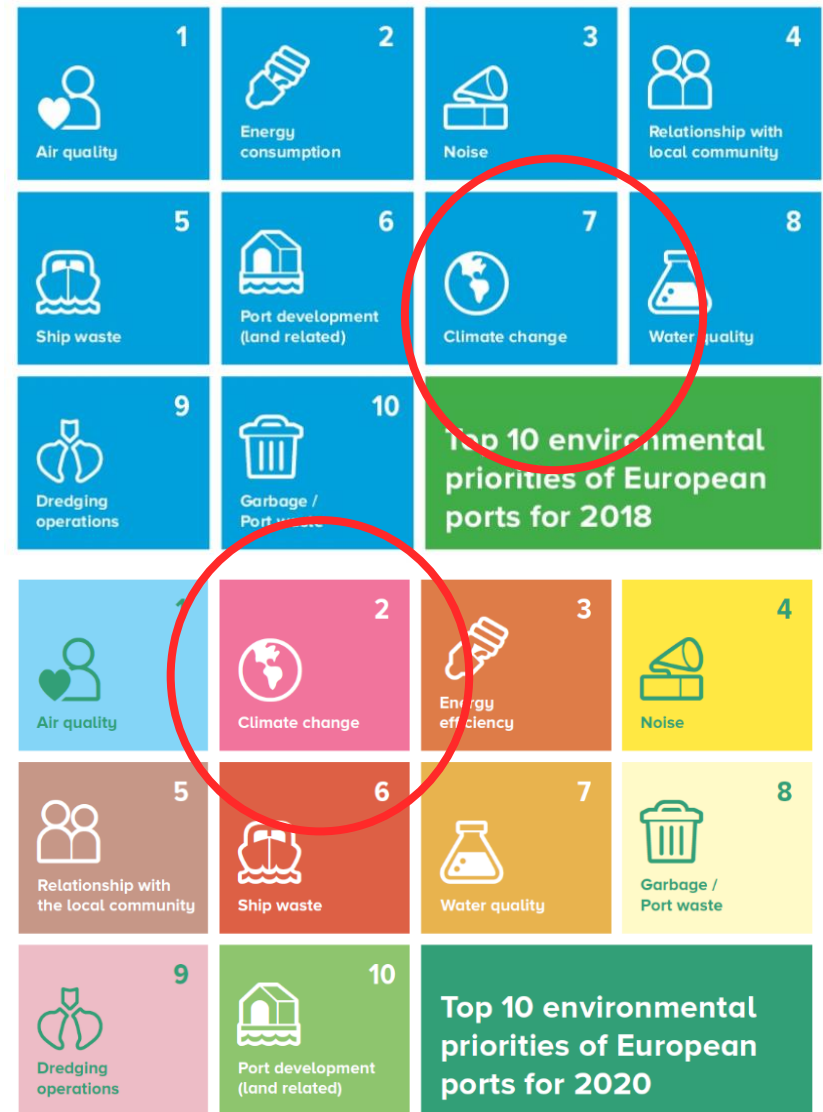 1
Air quality
2
Energy
consumption
3
Noise
4
Relationship with
local community
5
Ship waste
6
Port development
(land related)
7
Climate change
8
Water quality
9
Dredging
operations
10
Garbage /
Port waste
Top 10 environmental
priorities of European
ports for 2018
1
Air quality
2
Climate change
3
Energy
efficiency
4
Noise
5
Relationship with
the local community
6
Ship waste
7
Water quality
8
Garbage /
Port waste
9
Dredging
operations
10
Port development
(land related)
Top 10 environmental
priorities of European
ports for 2020